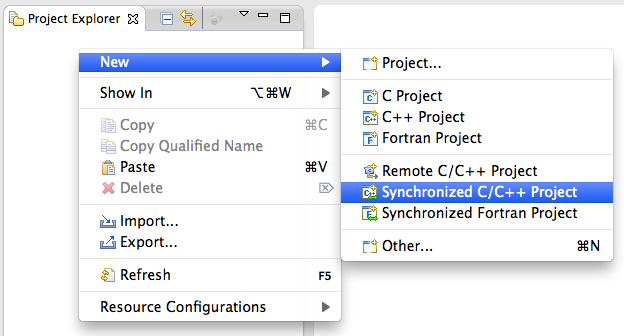 Project Explorer
New
Show In ⌥⌘W
Copy ⌘C
Copy Qualified Name
Paste ⌘V
Delete ⌦
Import...
Export...
Refresh F5
Resource Configurations
Project...
C Project
C++ Project
Fortran Project
Remote C/C++ Project
Synchronized C/C++ Project
Synchronized Fortran Project
Other... ⌘N